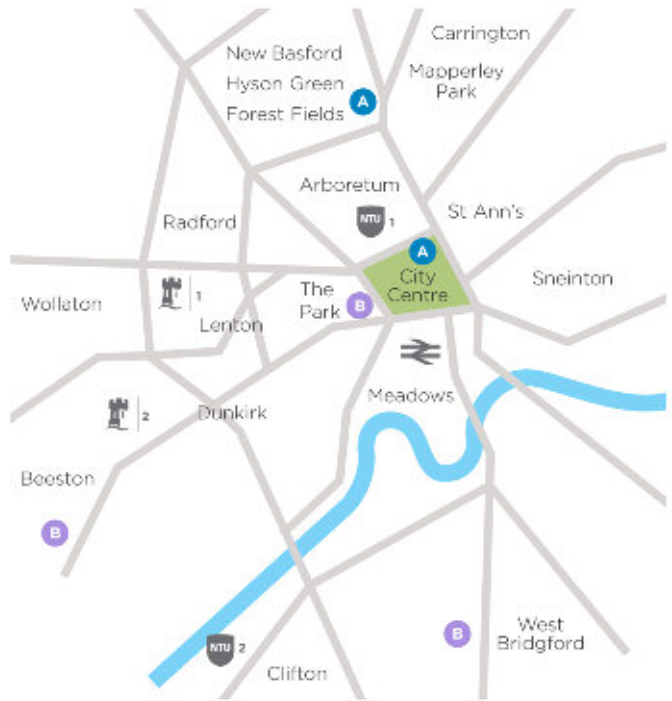 Carrington
New Basford
Hyson Green
Forest Fields
A
Mapperley
Park
Arboretum
NTU 1
St Ann's
Radford
A
City
Centre
Sneinton
Wollaton
1
The
Park
B
Lenton
Meadows
2
Dunkirk
Beeston
B
B
West
Bridgford
NTU 2
Clifton